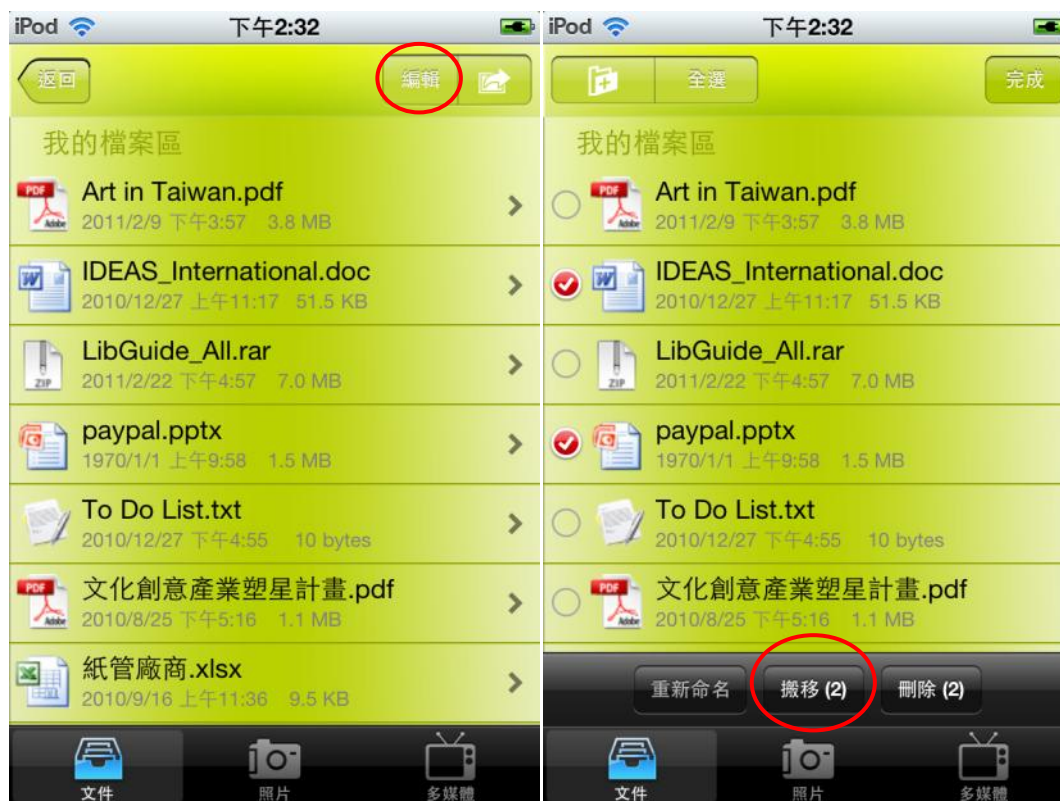 iPod 下午2:32
返回 編輯
我的檔案區
Art in Taiwan.pdf
2011/2/9 下午3:57 3.8 MB
IDEAS_International.doc
2010/12/27 上午11:17 51.5 KB
LibGuide_All.rar
2011/2/22 下午4:57 7.0 MB
paypal.pptx
1970/1/1 上午9:58 1.5 MB
To Do List.txt
2010/12/27 下午4:55 10 bytes
文化創意產業塑星計畫.pdf
2010/8/25 下午5:16 1.1 MB
紙管廠商.xlsx
2010/9/16 上午11:36 9.5 KB
文件 照片 多媒體
iPod 下午2:32
全選 完成
我的檔案區
Art in Taiwan.pdf
2011/2/9 下午3:57 3.8 MB
IDEAS_International.doc
2010/12/27 上午11:17 51.5 KB
LibGuide_All.rar
2011/2/22 下午4:57 7.0 MB
paypal.pptx
1970/1/1 上午9:58 1.5 MB
To Do List.txt
2010/12/27 下午4:55 10 bytes
文化創意產業塑星計畫.pdf
2010/8/25 下午5:16 1.1 MB
重新命名 搬移 (2) 刪除 (2)
文件 照片 多媒體